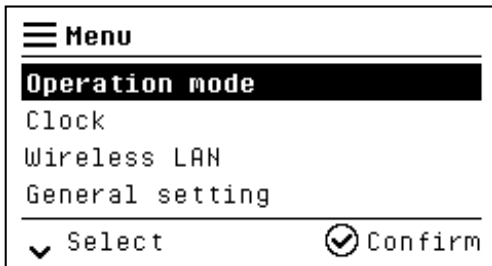 Menu
Operation mode
Clock
Wireless LAN
General setting
Select Confirm